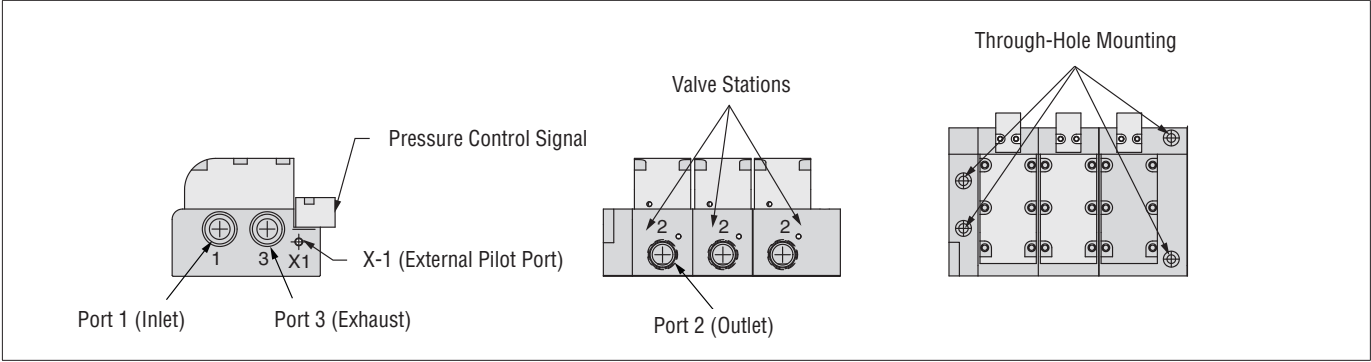 Through-Hole Mounting
Valve Stations
Pressure Control Signal
2 2 2
1 3 X1
X-1 (External Pilot Port)
Port 1 (Inlet)
Port 3 (Exhaust)
Port 2 (Outlet)